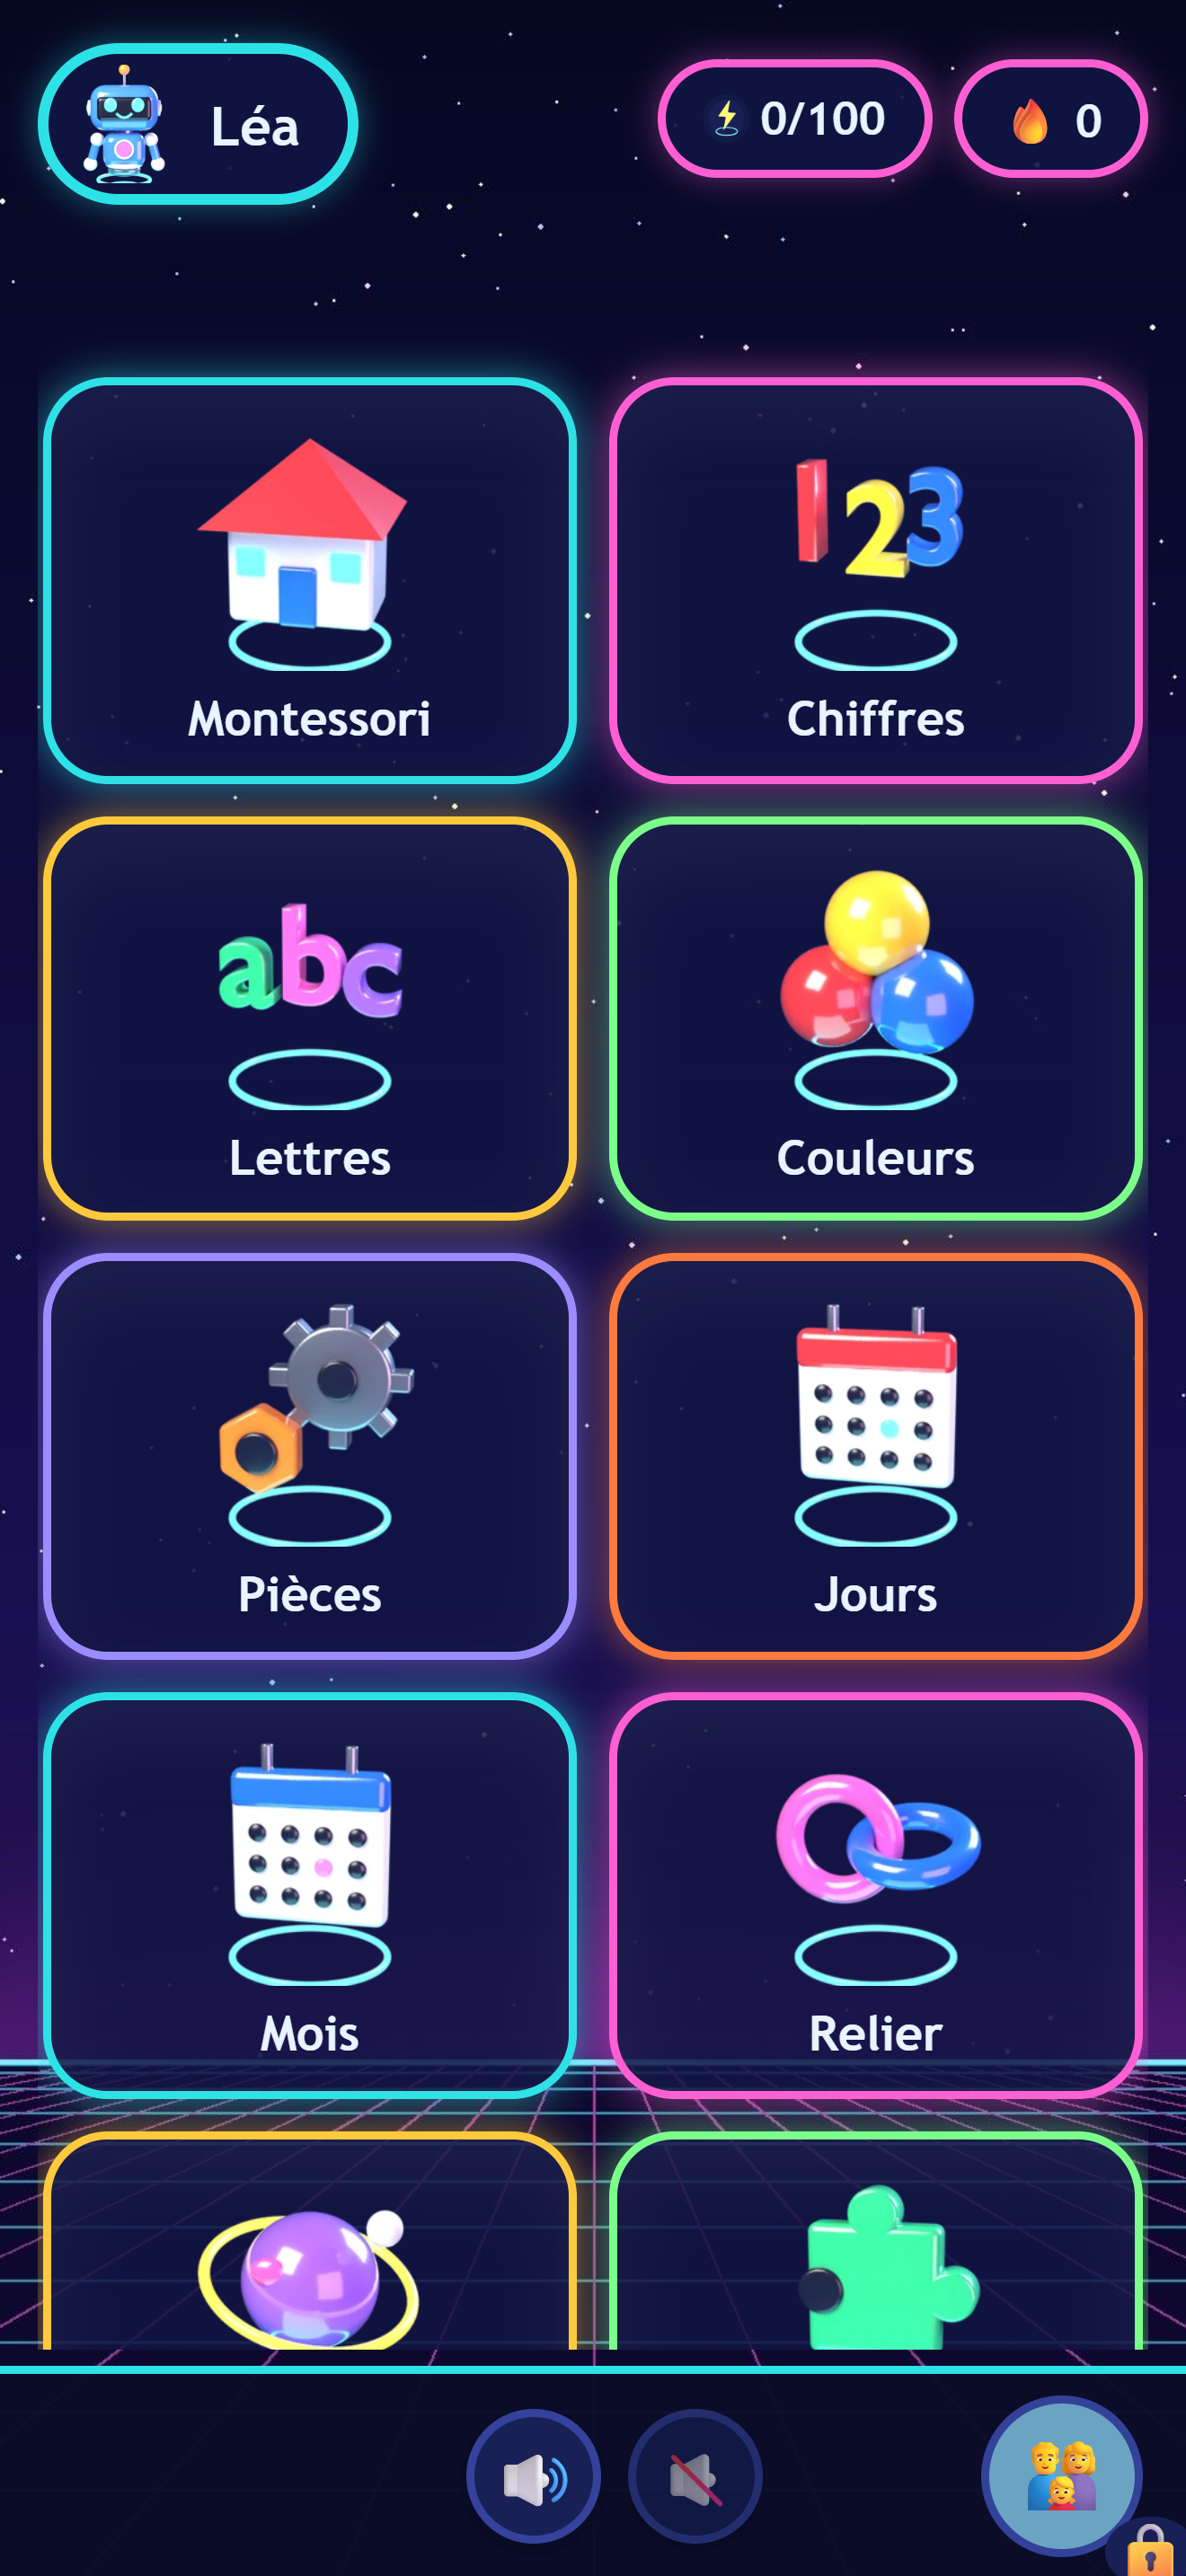 Léa
0/100
0
123
Montessori
Chiffres
abc
Lettres
Couleurs
Pièces
Jours
Mois
Relier